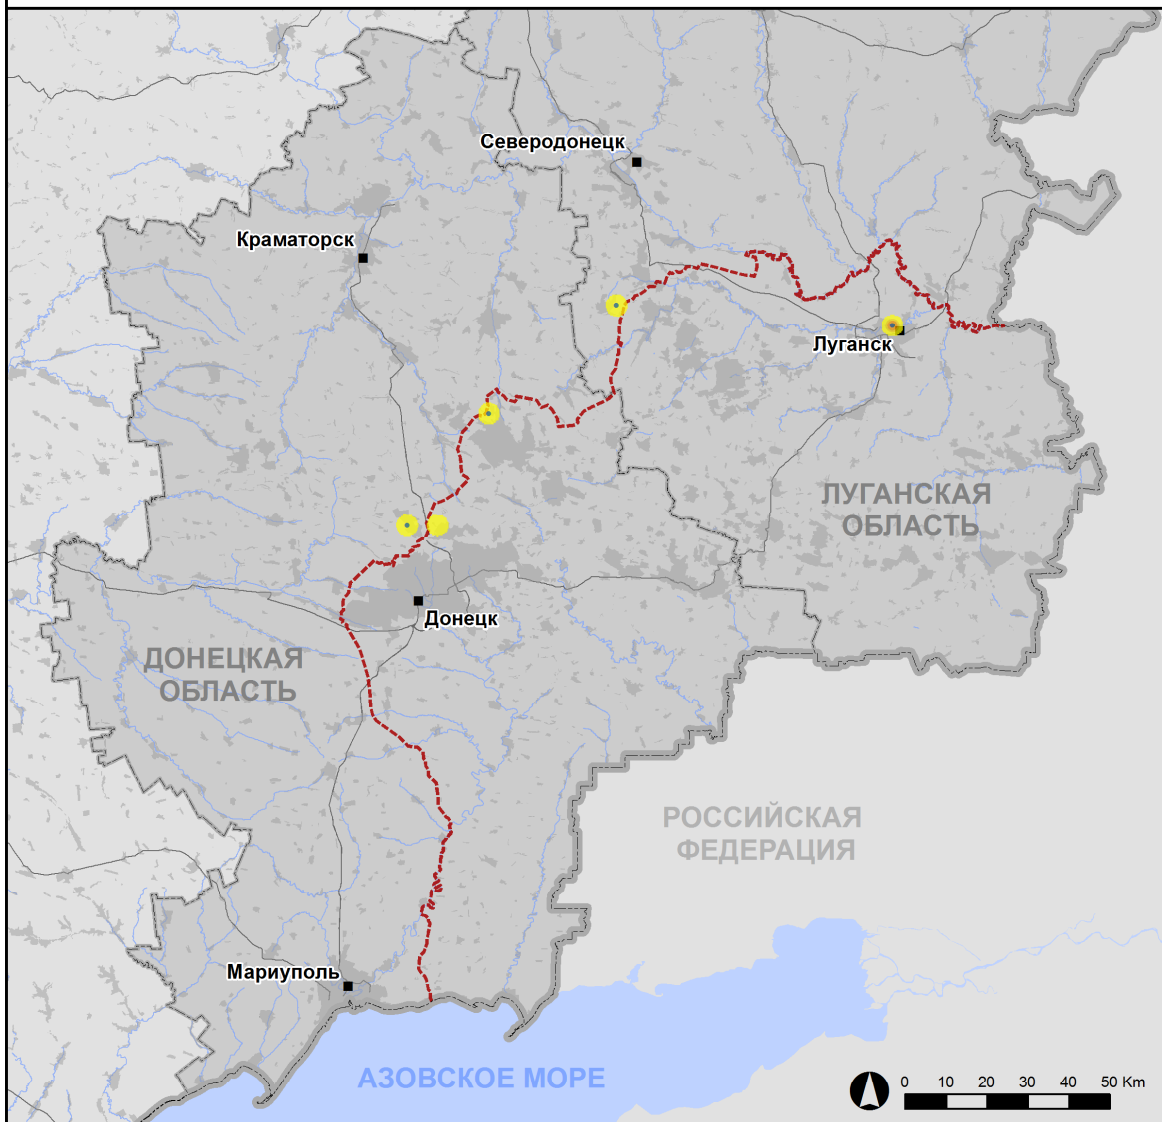 Северодонецк
Краматорск
Луганск
ЛУГАНСКАЯ
ОБЛАСТЬ
Донецк
ДОНЕЦКАЯ
ОБЛАСТЬ
РОССИЙСКАЯ
ФЕДЕРАЦИЯ
Мариуполь
АЗОВСКОЕ МОРЕ
0 10 20 30 40 50 Km